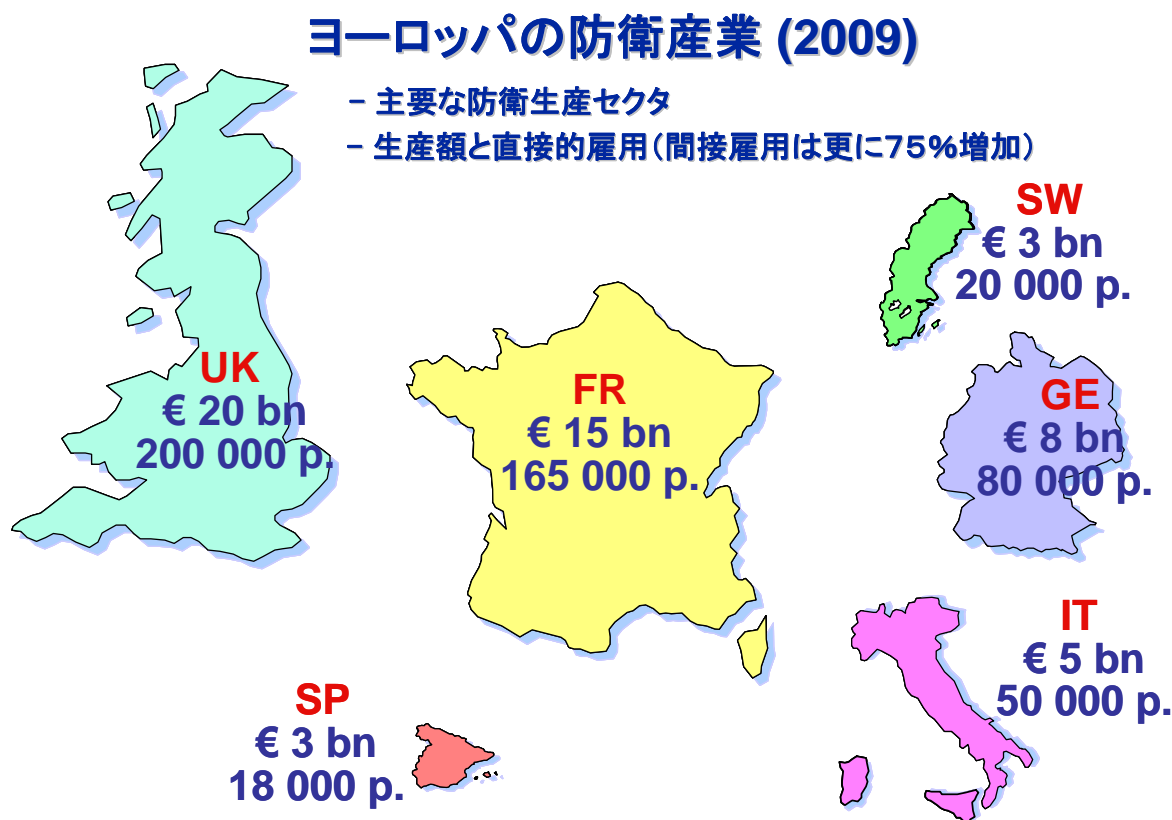 ヨーロッパの防衛産業 (2009)
－ 主要な防衛生産セクタ
－ 生産額と直接的雇用（間接雇用は更に75%増加）
SW
€ 3 bn
20 000 p.
UK
€ 20 bn
200 000 p.
FR
€ 15 bn
165 000 p.
GE
€ 8 bn
80 000 p.
IT
€ 5 bn
50 000 p.
SP
€ 3 bn
18 000 p.